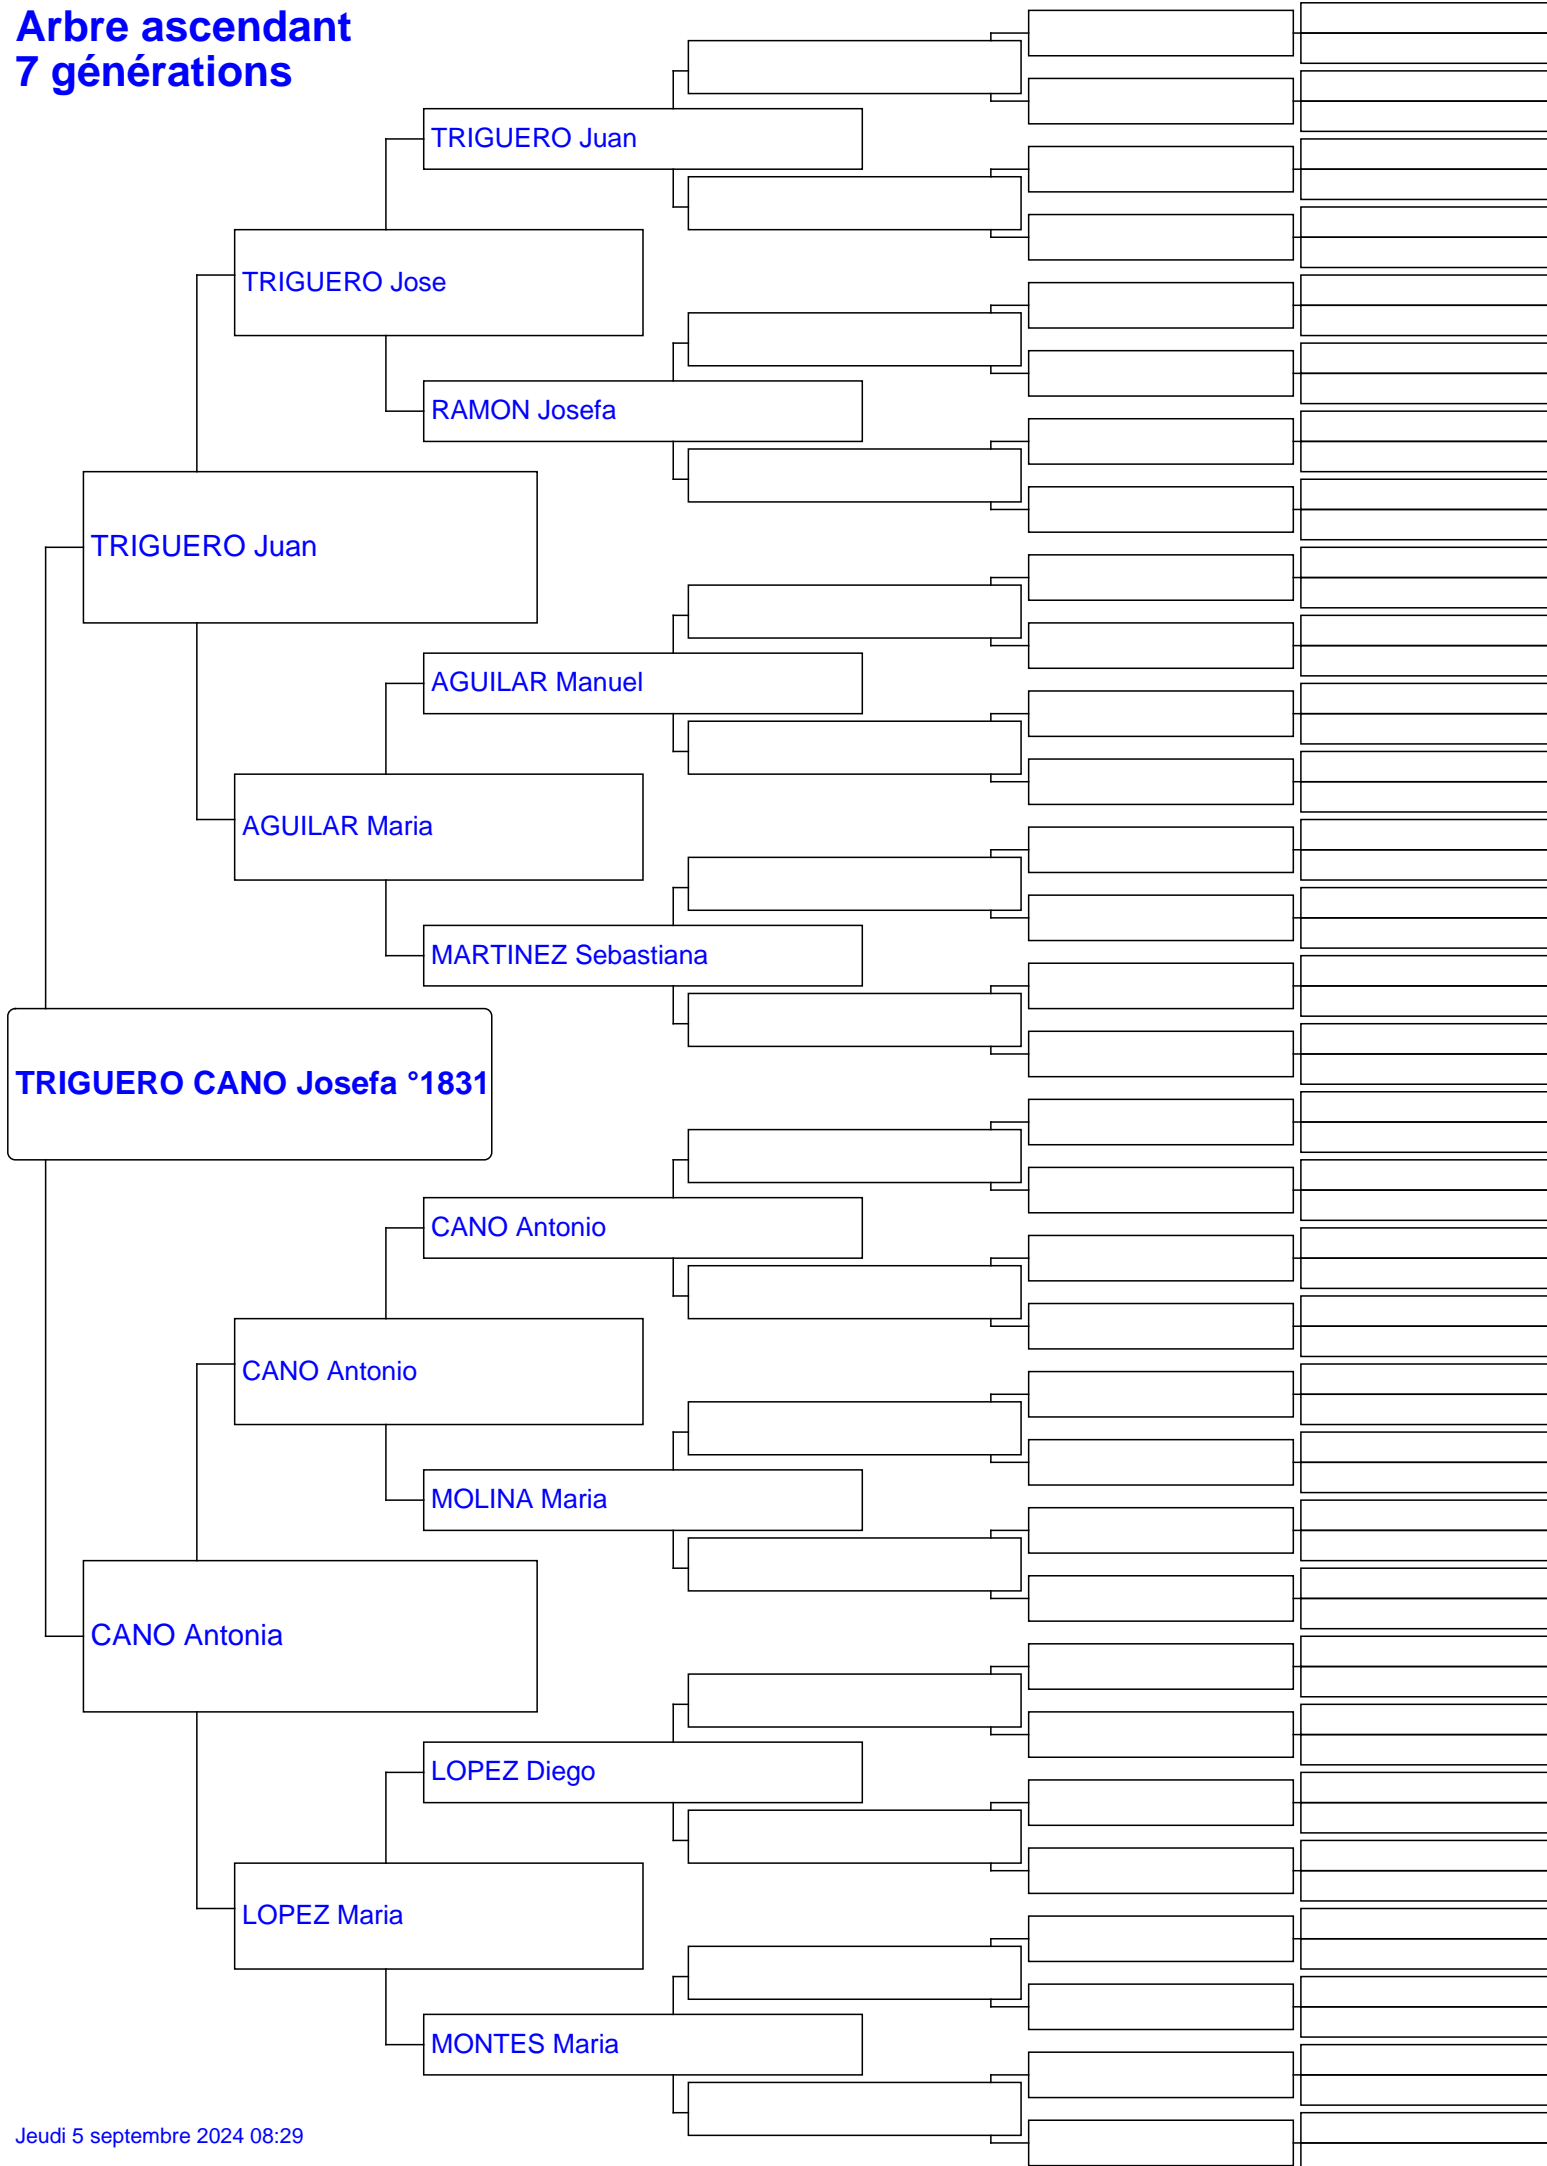 Arbre ascendant
7 générations
TRIGUERO Juan
TRIGUERO Jose
RAMON Josefa
TRIGUERO Juan
AGUILAR Manuel
AGUILAR Maria
MARTINEZ Sebastiana
TRIGUERO CANO Josefa °1831
CANO Antonio
CANO Antonio
MOLINA Maria
CANO Antonia
LOPEZ Diego
LOPEZ Maria
MONTES Maria
Jeudi 5 septembre 2024 08:29